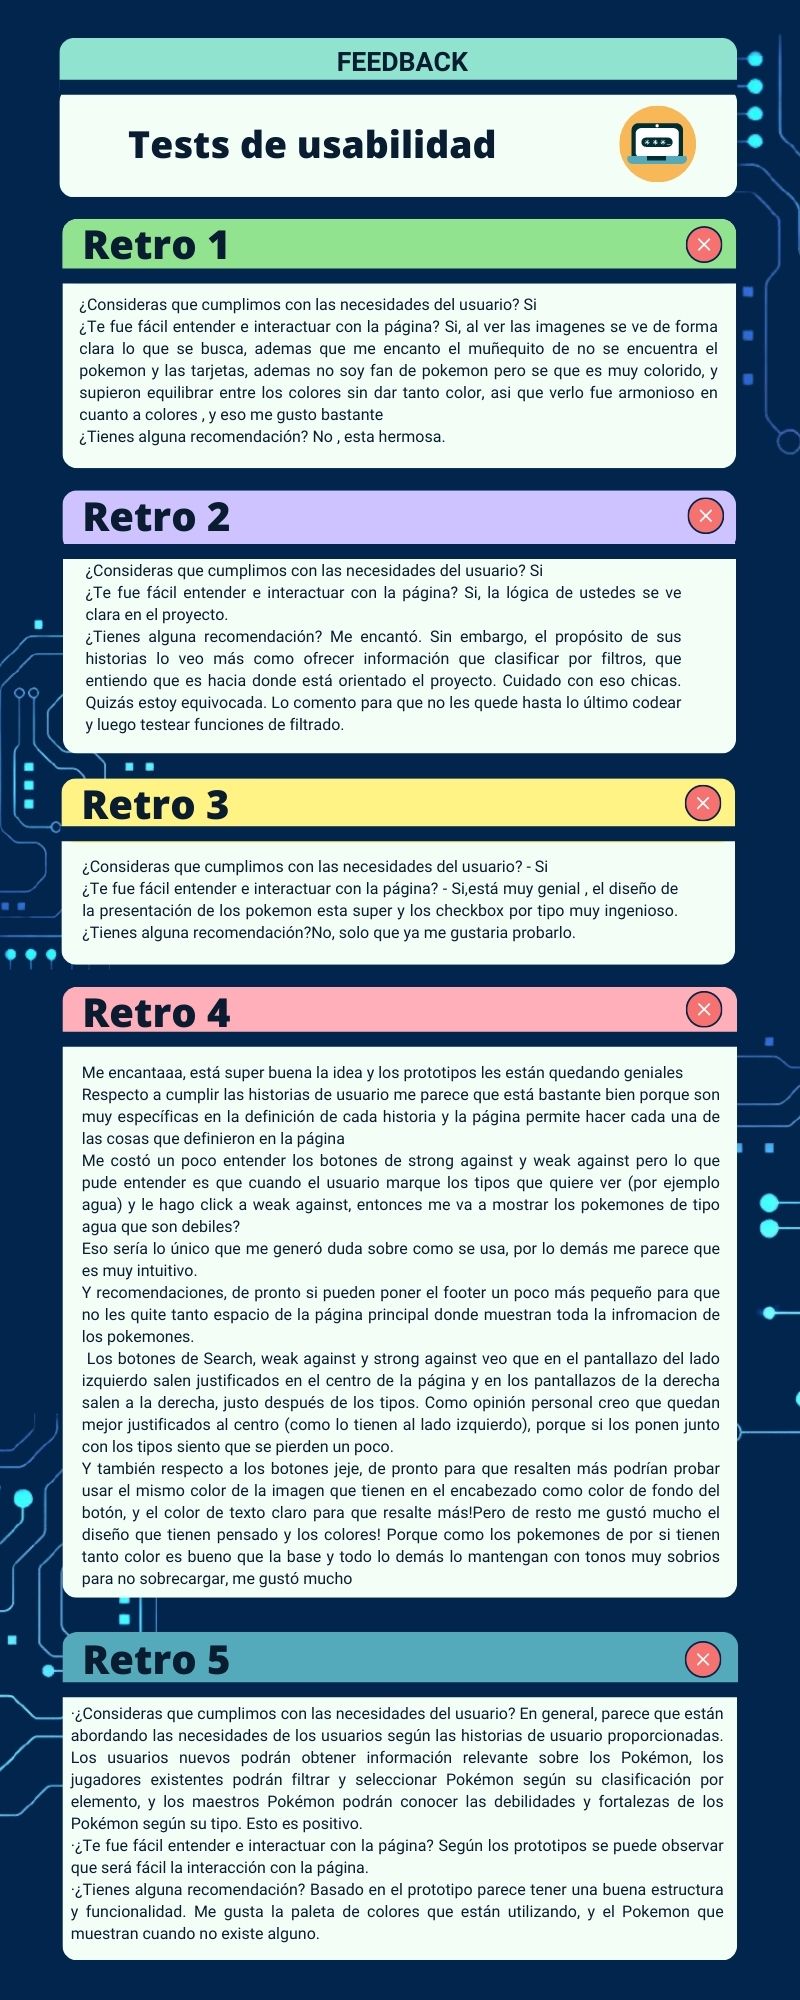 FEEDBACK
Tests de usabilidad
Retro 1
¿Consideras que cumplimos con las necesidades del usuario? Si
¿Te fue fácil entender e interactuar con la página? Si, al ver las imagenes se ve de forma
clara lo que se busca, ademas que me encanto el muñequito de no se encuentra el
pokemon y las tarjetas, ademas no soy fan de pokemon pero se que es muy colorido, y
supieron equilibrar entre los colores sin dar tanto color, asi que verlo fue armonioso en
cuanto a colores , y eso me gusto bastante
¿Tienes alguna recomendación? No , esta hermosa.
Retro 2
¿Consideras que cumplimos con las necesidades del usuario? Si
¿Te fue fácil entender e interactuar con la página? Si, la lógica de ustedes se ve
clara en el proyecto.
¿Tienes alguna recomendación? Me encantó. Sin embargo, el propósito de sus
historias lo veo más como ofrecer información que clasificar por filtros, que
entiendo que es hacia donde está orientado el proyecto. Cuidado con eso chicas.
Quizás estoy equivocada. Lo comento para que no les quede hasta lo último codear
y luego testear funciones de filtrado.
Retro 3
¿Consideras que cumplimos con las necesidades del usuario? - Si
¿Te fue fácil entender e interactuar con la página? - Si,está muy genial , el diseño de
la presentación de los pokemon esta super y los checkbox por tipo muy ingenioso.
¿Tienes alguna recomendación?No, solo que ya me gustaria probarlo.
Retro 4
Me encantaaa, está super buena la idea y los prototipos les están quedando geniales
Respecto a cumplir las historias de usuario me parece que está bastante bien porque son
muy específicas en la definición de cada historia y la página permite hacer cada una de
las cosas que definieron en la página
Me costó un poco entender los botones de strong against y weak against pero lo que
pude entender es que cuando el usuario marque los tipos que quiere ver (por ejemplo
agua) y le hago click a weak against, entonces me va a mostrar los pokemones de tipo
agua que son debiles?
Eso sería lo único que me generó duda sobre como se usa, por lo demás me parece que
es muy intuitivo.
Y recomendaciones, de pronto si pueden poner el footer un poco más pequeño para que
no les quite tanto espacio de la página principal donde muestran toda la infromacion de
los pokemones.
Los botones de Search, weak against y strong against veo que en el pantallazo del lado
izquierdo salen justificados en el centro de la página y en los pantallazos de la derecha
salen a la derecha, justo después de los tipos. Como opinión personal creo que quedan
mejor justificados al centro (como lo tienen al lado izquierdo), porque si los ponen junto
con los tipos siento que se pierden un poco.
Y también respecto a los botones jeje, de pronto para que resalten más podrían probar
usar el mismo color de la imagen que tienen en el encabezado como color de fondo del
botón, y el color de texto claro para que resalte más!Pero de resto me gustó mucho el
diseño que tienen pensado y los colores! Porque como los pokemones de por si tienen
tanto color es bueno que la base y todo lo demás lo mantengan con tonos muy sobrios
para no sobrecargar, me gustó mucho
Retro 5
·¿Consideras que cumplimos con las necesidades del usuario? En general, parece que están
abordando las necesidades de los usuarios según las historias de usuario proporcionadas.
Los usuarios nuevos podrán obtener información relevante sobre los Pokémon, los
jugadores existentes podrán filtrar y seleccionar Pokémon según su clasificación por
elemento, y los maestros Pokémon podrán conocer las debilidades y fortalezas de los
Pokémon según su tipo. Esto es positivo.
·¿Te fue fácil entender e interactuar con la página? Según los prototipos se puede observar
que será fácil la interacción con la página.
·¿Tienes alguna recomendación? Basado en el prototipo parece tener una buena estructura
y funcionalidad. Me gusta la paleta de colores que están utilizando, y el Pokemon que
muestran cuando no existe alguno.